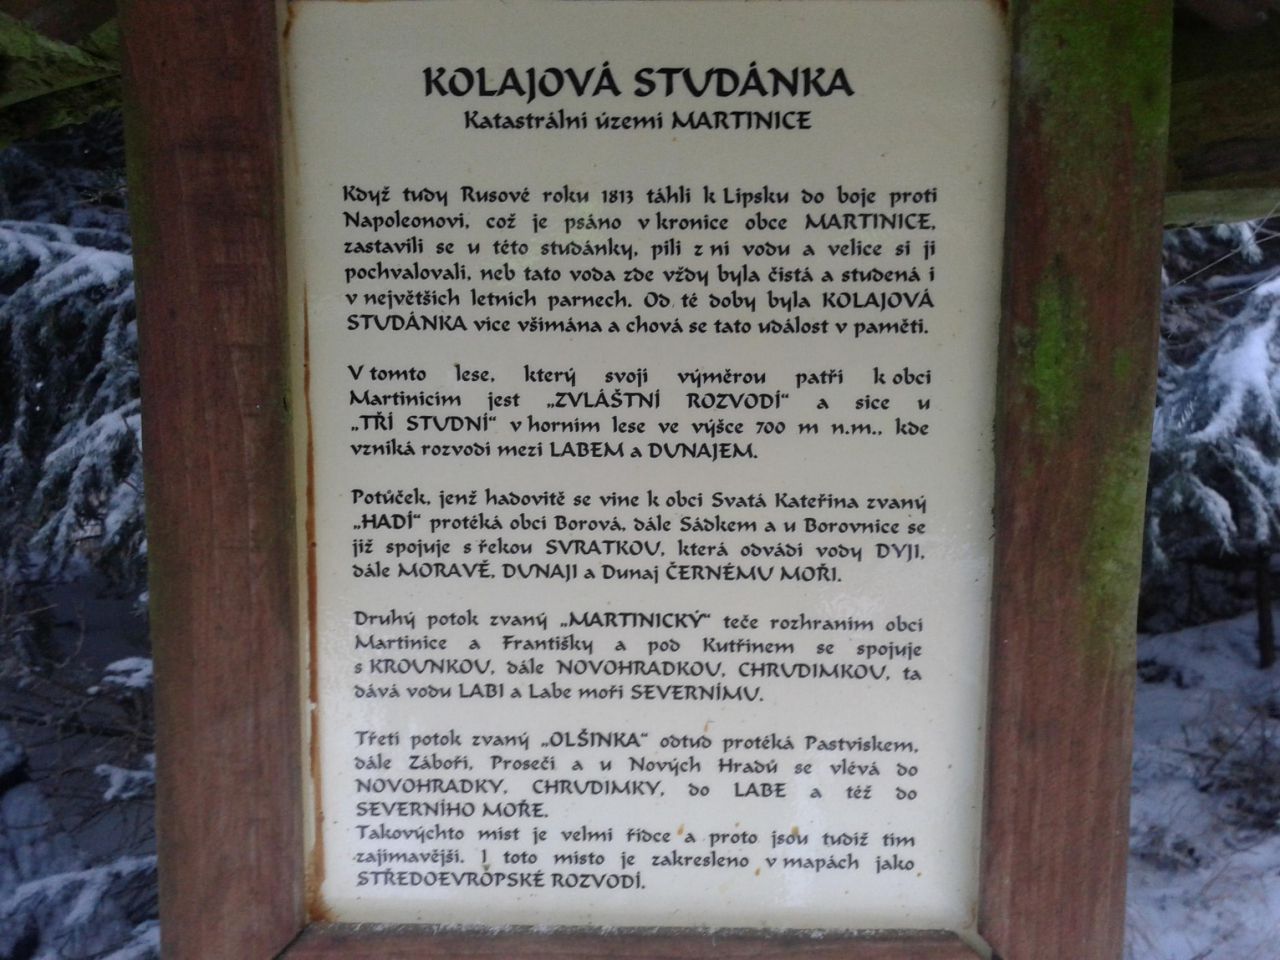 KOLAJOVÁ STUDÁNKA
Katastrální území MARTINICE
Když tudy Rusové roku 1813 táhli k Lipsku do boje proti
Napoleonovi, což je psáno v kronice obce MARTINICE,
zastavili se u této studánky, pili z ní vodu a velice si ji
pochvalovali, neb tato voda zde vždy byla čistá a studená i
v největších letních parnech. Od té doby byla KOLAJOVÁ
STUDÁNKA více všímána a chová se tato událost v paměti.
V tomto lese, který svojí výměrou patří k obci
Martinicím jest „ZVLÁŠTNÍ ROZVODÍ“ a sice u
„TŘÍ STUDNÍ“ v horním lese ve výšce 700 m n.m., kde
vzniká rozvodí mezi LABEM a DUNAJEM.
Potůček, jenž hadovitě se vine k obci Svatá Kateřina zvaný
„HADÍ“ protéká obcí Borová, dále Sádkem a u Borovnice se
již spojuje s řekou SVRATKOU, která odvádí vody DYJI,
dále MORAVĚ, DUNAJI a Dunaj ČERNÉMU MOŘI.
Druhý potok zvaný „MARTINICKÝ“ teče rozhraním obcí
Martinice a Františky a pod Kutřínem se spojuje
s KROUNKOU, dále NOVOHRADKOU, CHRUDIMKOU, ta
dává vodu LABI a Labe moři SEVERNÍMU.
Třetí potok zvaný „OLŠINKA“ odtud protéká Pastviskem,
dále Záboří, Prosečí a u Nových Hradů se vlévá do
NOVOHRADKY, CHRUDIMKY, do LABE a též do
SEVERNÍHO MOŘE.
Takovýchto míst je velmi řídce a proto jsou tudíž tím
zajímavější. I toto místo je zakresleno v mapách jako
STŘEDOEVROPSKÉ ROZVODÍ.